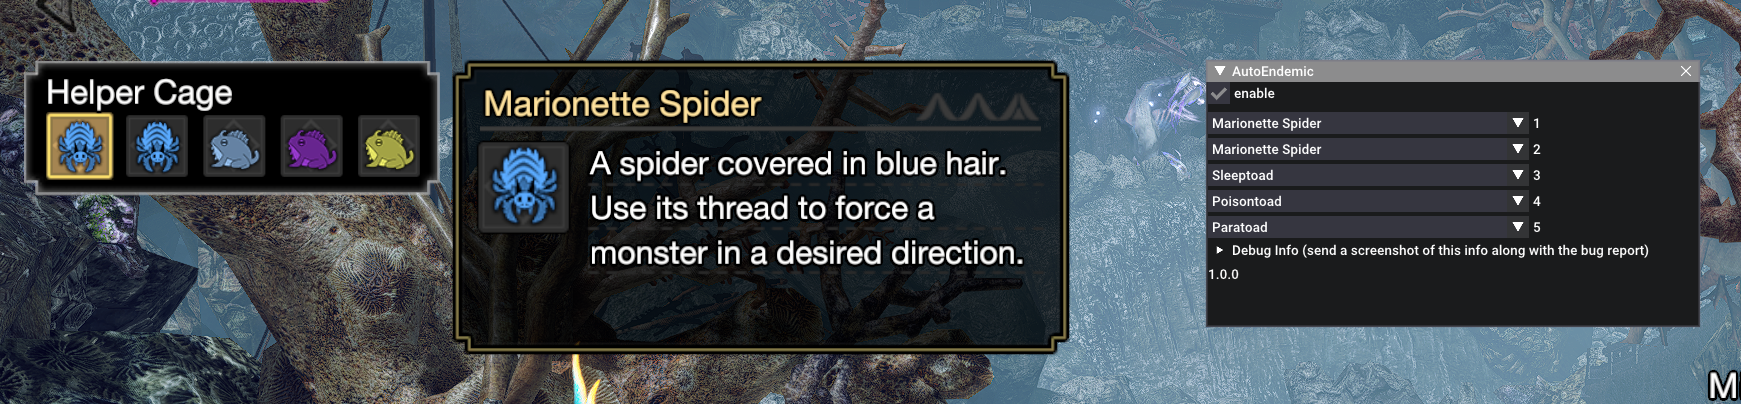 Helper Cage
Marionette Spider
A spider covered in blue hair.
Use its thread to force a
monster in a desired direction.
AutoEndemic
enable
Marionette Spider 1
Marionette Spider 2
Sleeptoad 3
Poisontoad 4
Paratoad 5
Debug Info (send a screenshot of this info along with the bug report)
1.0.0